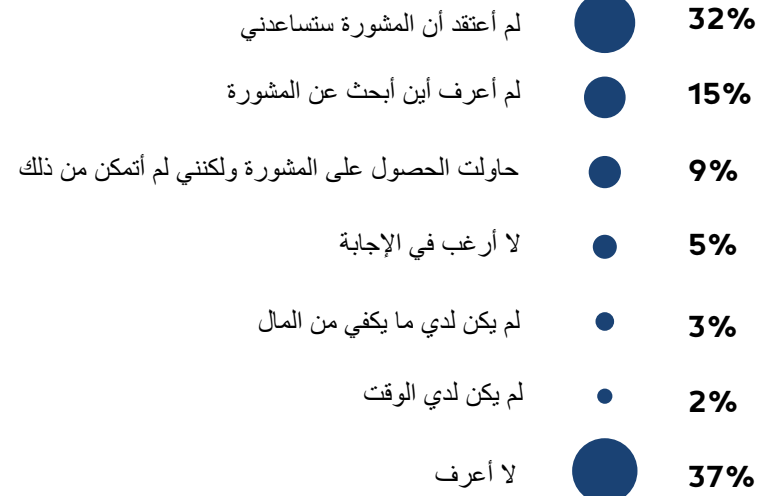 لم أعتقد أن المشورة ستساعدني 32%
لم أعرف أين أبحث عن المشورة 15%
حاولت الحصول على المشورة ولكنني لم أتمكن من ذلك 9%
لا أرغب في الإجابة 5%
لم يكن لدي ما يكفي من المال 3%
لم يكن لدي الوقت 2%
لا أعرف 37%